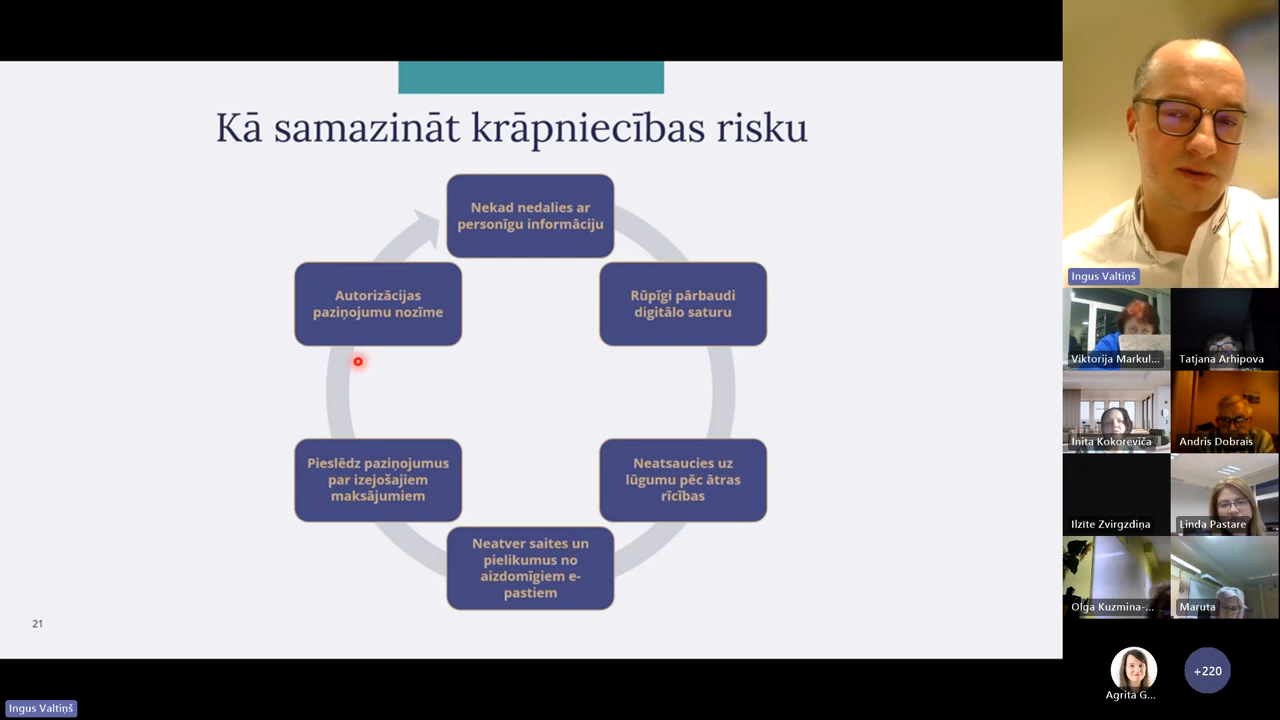 Kā samazināt krāpniecības risku
Nekad nedalies ar
personīgu informāciju
Rūpīgi pārbaudi
digitālo saturu
Neatsaucies uz
lūgumu pēc ātras
rīcības
Neatver saites un
pielikumus no
aizdomīgiem e-
pastiem
Pieslēdz paziņojumus
par izejošajiem
maksājumiem
Autorizācijas
paziņojumu nozīme
21
Ingus Valtiņš
Ingus Valtiņš
Viktorija Markul...
Tatjana Arhipova
Inita Kokoreviča
Andris Dobrais
Ilzīte Zvirgzdiņa
Linda Pastare
Olga Kuzmina-...
Maruta
Agrita G...
+220